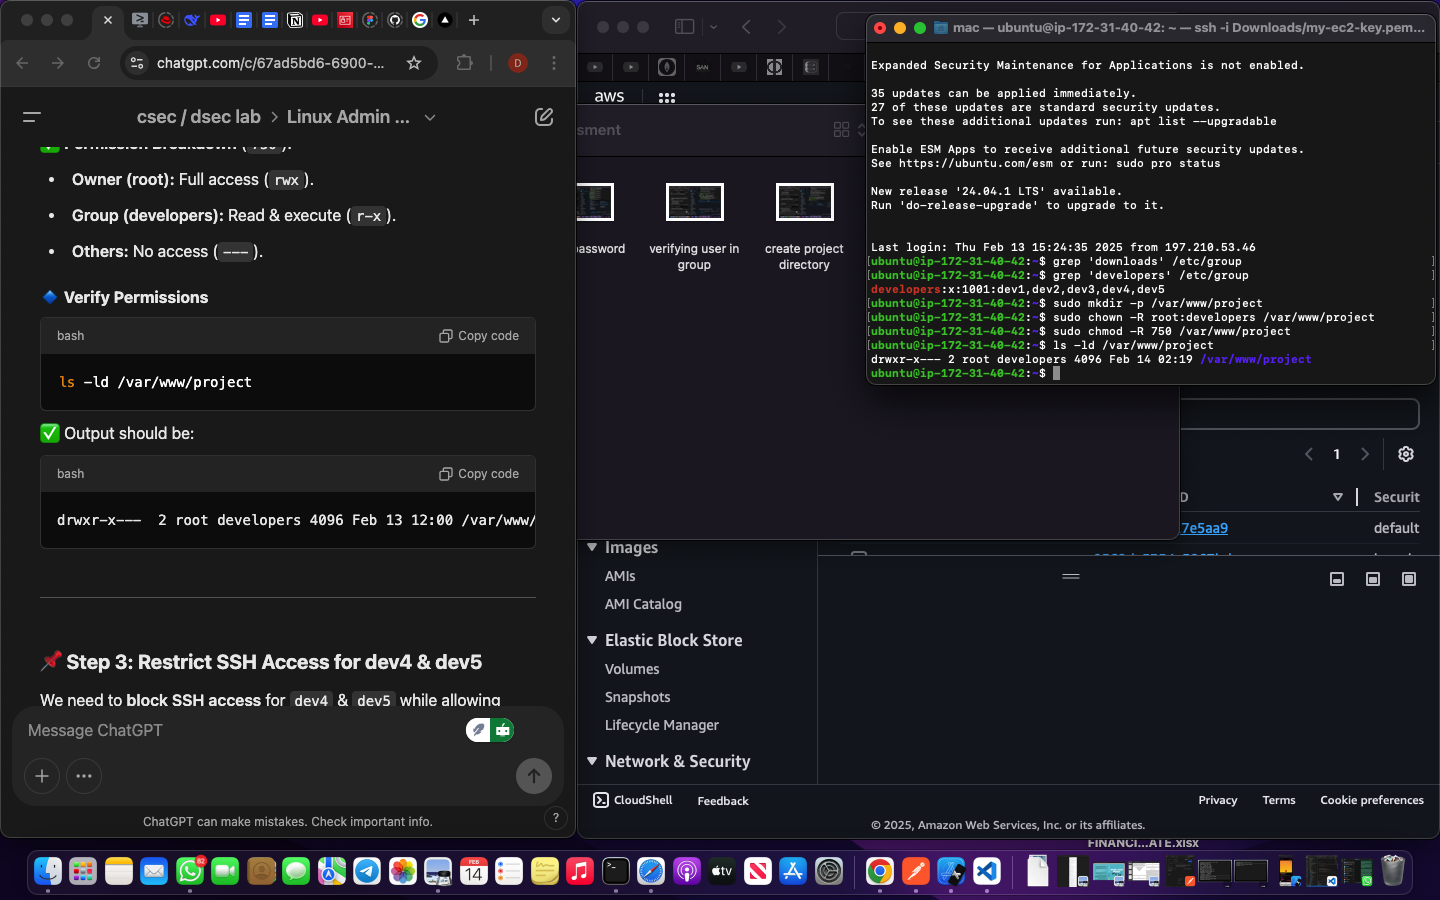 chatgpt.com/c/67ad5bd6-6900-...
D
csec / dsec lab > Linux Admin ...
Permission Breakdown (750):
• Owner (root): Full access (rwx).
• Group (developers): Read & execute (r-x).
• Others: No access (---).
Verify Permissions
bash
Copy code
ls -ld /var/www/project
Output should be:
bash
Copy code
drwxr-x--- 2 root developers 4096 Feb 13 12:00 /var/www/
Step 3: Restrict SSH Access for dev4 & dev5
We need to block SSH access for dev4 & dev5 while allowing
Message ChatGPT
ChatGPT can make mistakes. Check important info.
?
aws
sment
assword
verifying user in
group
create project
directory
mac — ubuntu@ip-172-31-40-42: ~ — ssh -i Downloads/my-ec2-key.pem...
Expanded Security Maintenance for Applications is not enabled.
35 updates can be applied immediately.
27 of these updates are standard security updates.
To see these additional updates run: apt list --upgradable
Enable ESM Apps to receive additional future security updates.
See https://ubuntu.com/esm or run: sudo pro status
New release '24.04.1 LTS' available.
Run 'do-release-upgrade' to upgrade to it.
Last login: Thu Feb 13 15:24:35 2025 from 197.210.53.46
[ubuntu@ip-172-31-40-42:~$ grep 'downloads' /etc/group ]
[ubuntu@ip-172-31-40-42:~$ grep 'developers' /etc/group ]
developers:x:1001:dev1,dev2,dev3,dev4,dev5
[ubuntu@ip-172-31-40-42:~$ sudo mkdir -p /var/www/project ]
[ubuntu@ip-172-31-40-42:~$ sudo chown -R root:developers /var/www/project ]
[ubuntu@ip-172-31-40-42:~$ sudo chmod -R 750 /var/www/project ]
[ubuntu@ip-172-31-40-42:~$ ls -ld /var/www/project ]
drwxr-x--- 2 root developers 4096 Feb 14 02:19 /var/www/project
ubuntu@ip-172-31-40-42:~$
1
D
Securit
7e5aa9
default
Images
AMIs
AMI Catalog
Elastic Block Store
Volumes
Snapshots
Lifecycle Manager
Network & Security
CloudShell
Feedback
Privacy
Terms
Cookie preferences
© 2025, Amazon Web Services, Inc. or its affiliates.
FINANCI...ATE.xlsx
82
FEB
14
tv